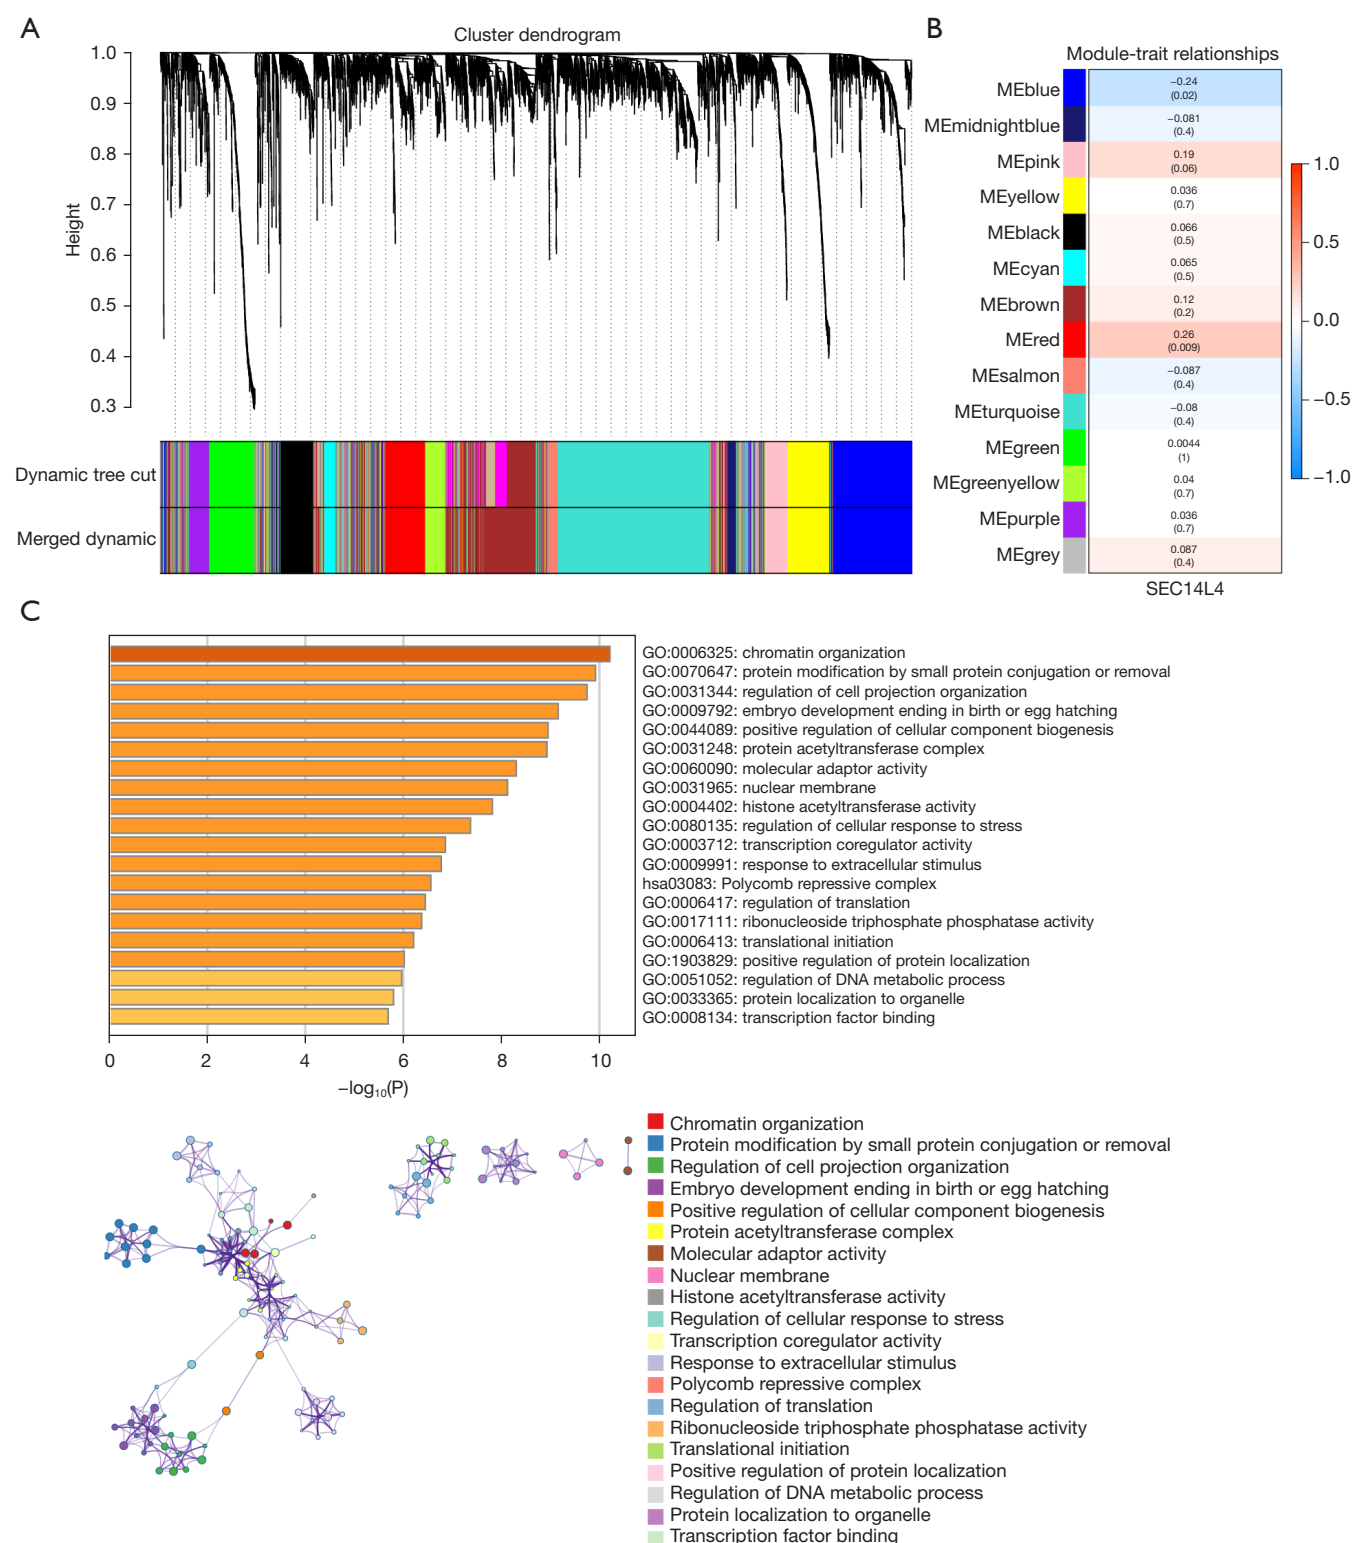 A
Cluster dendrogram
1.0
0.9
0.8
0.7
0.6
0.5
0.4
0.3
Height
Dynamic tree cut
Merged dynamic
B
Module-trait relationships
MEblue
−0.24
(0.02)
MEmidnightblue
−0.081
(0.4)
MEpink
0.19
(0.06)
MEyellow
0.036
(0.7)
MEblack
0.066
(0.5)
MEcyan
0.065
(0.5)
MEbrown
0.12
(0.2)
MEred
0.26
(0.009)
MEsalmon
−0.087
(0.4)
MEturquoise
−0.08
(0.4)
MEgreen
0.0044
(1)
MEgreenyellow
0.04
(0.7)
MEpurple
0.036
(0.7)
MEgrey
0.087
(0.4)
SEC14L4
1.0
0.5
0.0
−0.5
−1.0
C
GO:0006325: chromatin organization
GO:0070647: protein modification by small protein conjugation or removal
GO:0031344: regulation of cell projection organization
GO:0009792: embryo development ending in birth or egg hatching
GO:0044089: positive regulation of cellular component biogenesis
GO:0031248: protein acetyltransferase complex
GO:0060090: molecular adaptor activity
GO:0031965: nuclear membrane
GO:0004402: histone acetyltransferase activity
GO:0080135: regulation of cellular response to stress
GO:0003712: transcription coregulator activity
GO:0009991: response to extracellular stimulus
hsa03083: Polycomb repressive complex
GO:0006417: regulation of translation
GO:0017111: ribonucleoside triphosphate phosphatase activity
GO:0006413: translational initiation
GO:1903829: positive regulation of protein localization
GO:0051052: regulation of DNA metabolic process
GO:0033365: protein localization to organelle
GO:0008134: transcription factor binding
0 2 4 6 8 10
−log10(P)
Chromatin organization
Protein modification by small protein conjugation or removal
Regulation of cell projection organization
Embryo development ending in birth or egg hatching
Positive regulation of cellular component biogenesis
Protein acetyltransferase complex
Molecular adaptor activity
Nuclear membrane
Histone acetyltransferase activity
Regulation of cellular response to stress
Transcription coregulator activity
Response to extracellular stimulus
Polycomb repressive complex
Regulation of translation
Ribonucleoside triphosphate phosphatase activity
Translational initiation
Positive regulation of protein localization
Regulation of DNA metabolic process
Protein localization to organelle
Transcription factor binding